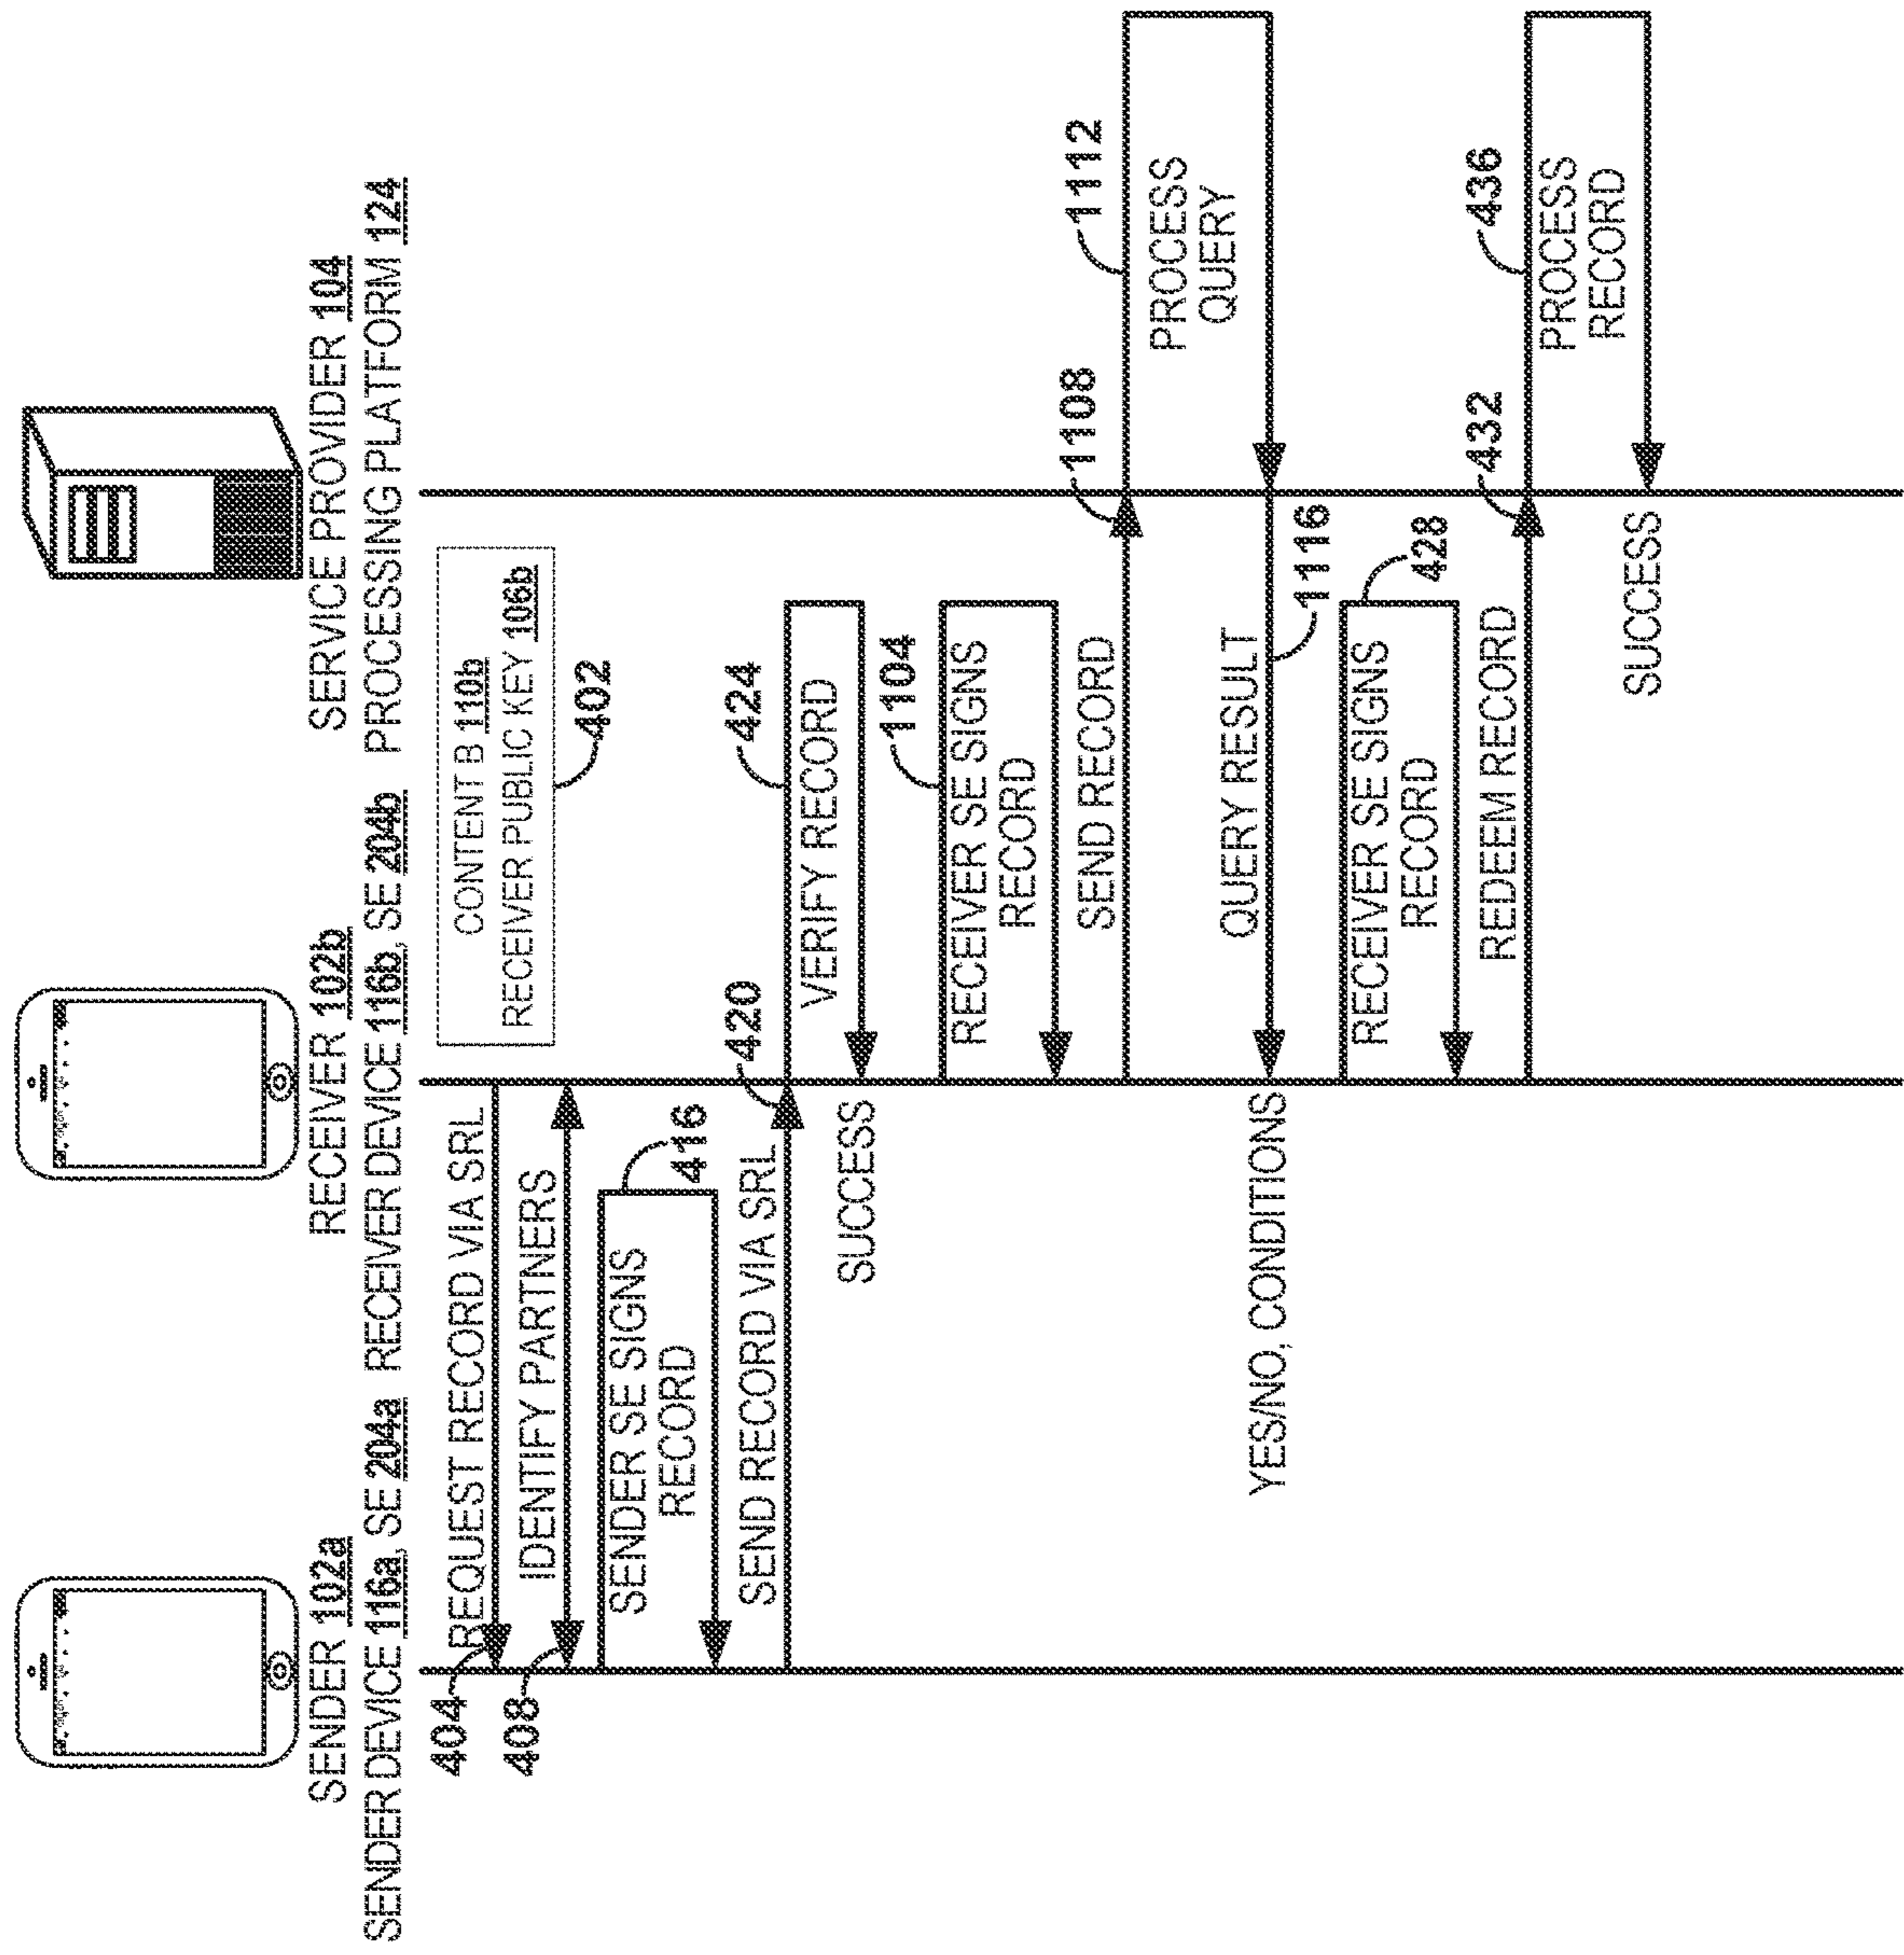 SENDER 102a
SENDER DEVICE 116a, SE 204a
RECEIVER 102b
RECEIVER DEVICE 116b, SE 204b
SERVICE PROVIDER 104
PROCESSING PLATFORM 124
CONTENT B 110b
RECEIVER PUBLIC KEY 106b
402
404
REQUEST RECORD VIA SRL
408
IDENTIFY PARTNERS
SENDER SE SIGNS
RECORD
416
SEND RECORD VIA SRL
420
424
VERIFY RECORD
SUCCESS
1104
RECEIVER SE SIGNS
RECORD
SEND RECORD
1108
1112
PROCESS
QUERY
QUERY RESULT
1116
YES/NO, CONDITIONS
RECEIVER SE SIGNS
RECORD
428
REDEEM RECORD
432
436
PROCESS
RECORD
SUCCESS